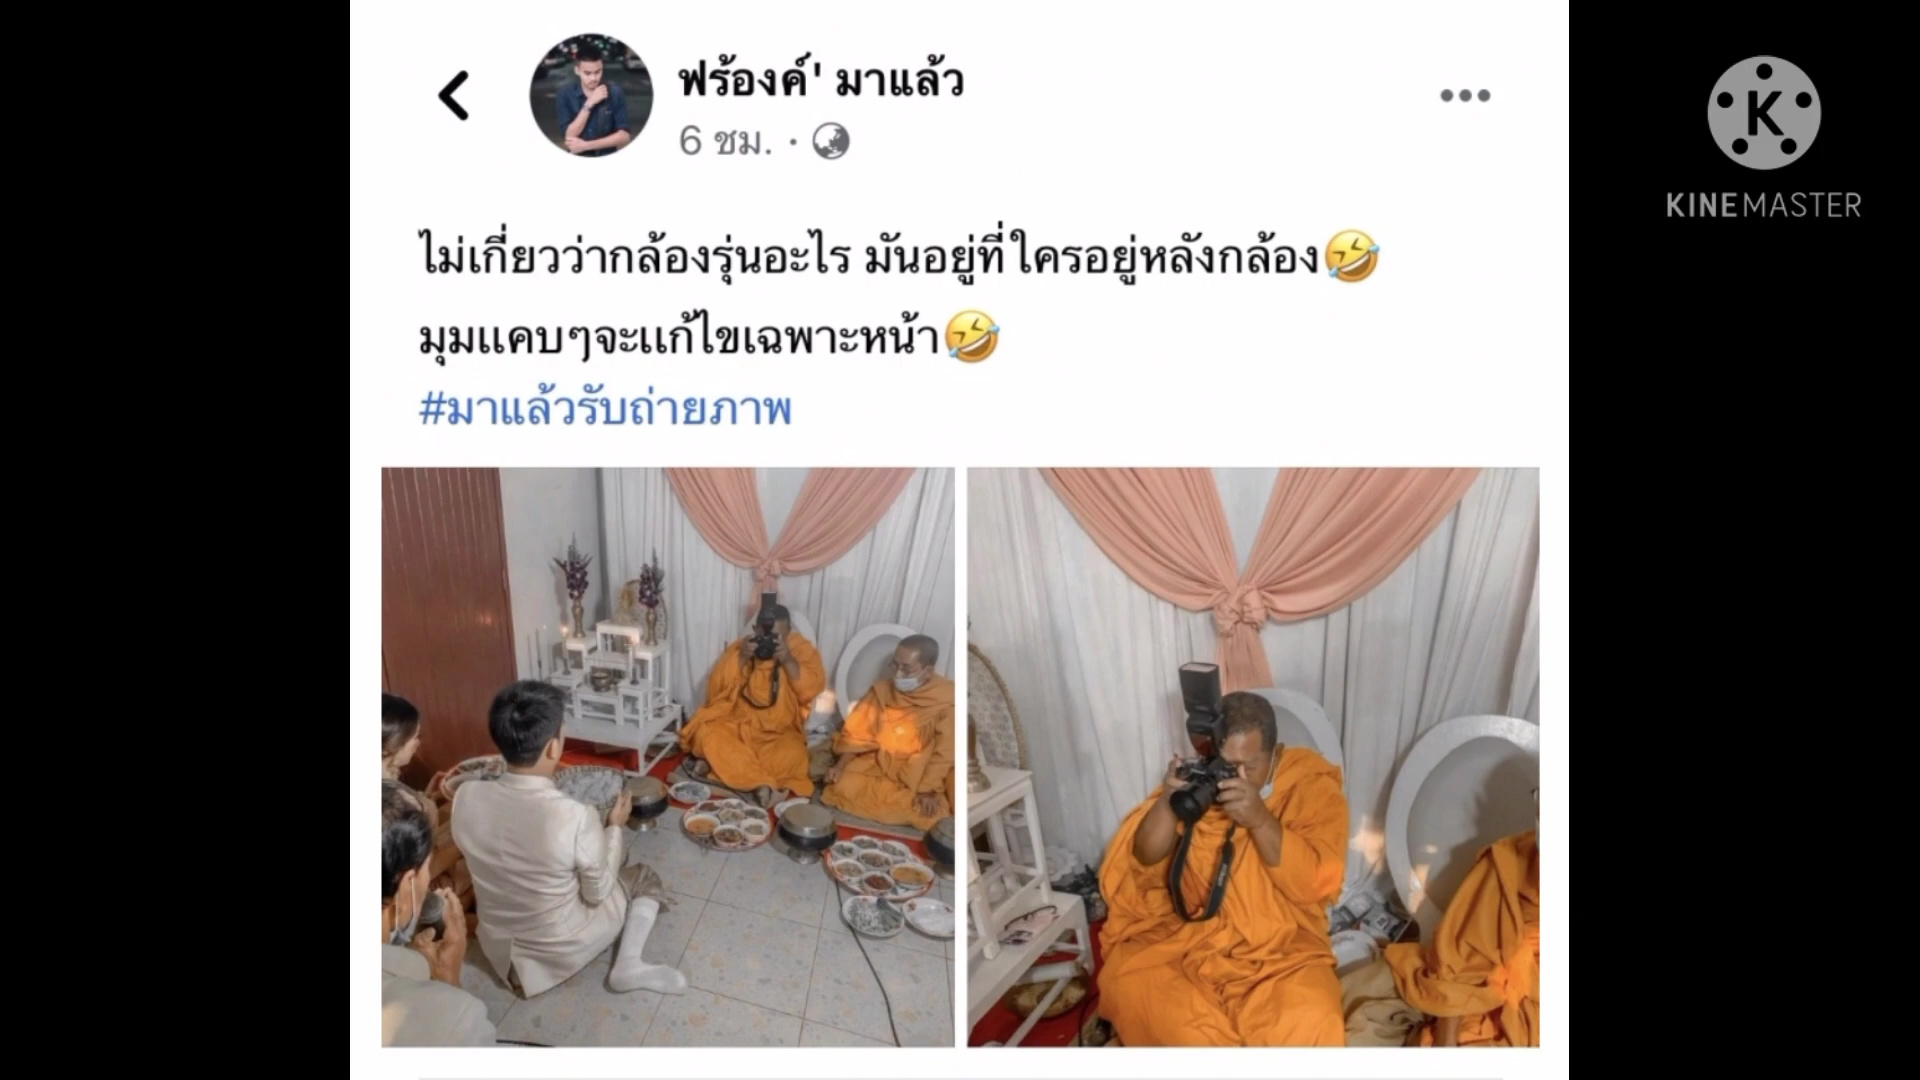 ฟร้องค์' มาแล้ว
6 ชม. ·
ไม่เกี่ยวว่ากล้องรุ่นอะไร มันอยู่ที่ใครอยู่หลังกล้อง🤣
มุมแคบๆจะแก้ไขเฉพาะหน้า🤣
#มาแล้วรับถ่ายภาพ
K
KINEMASTER